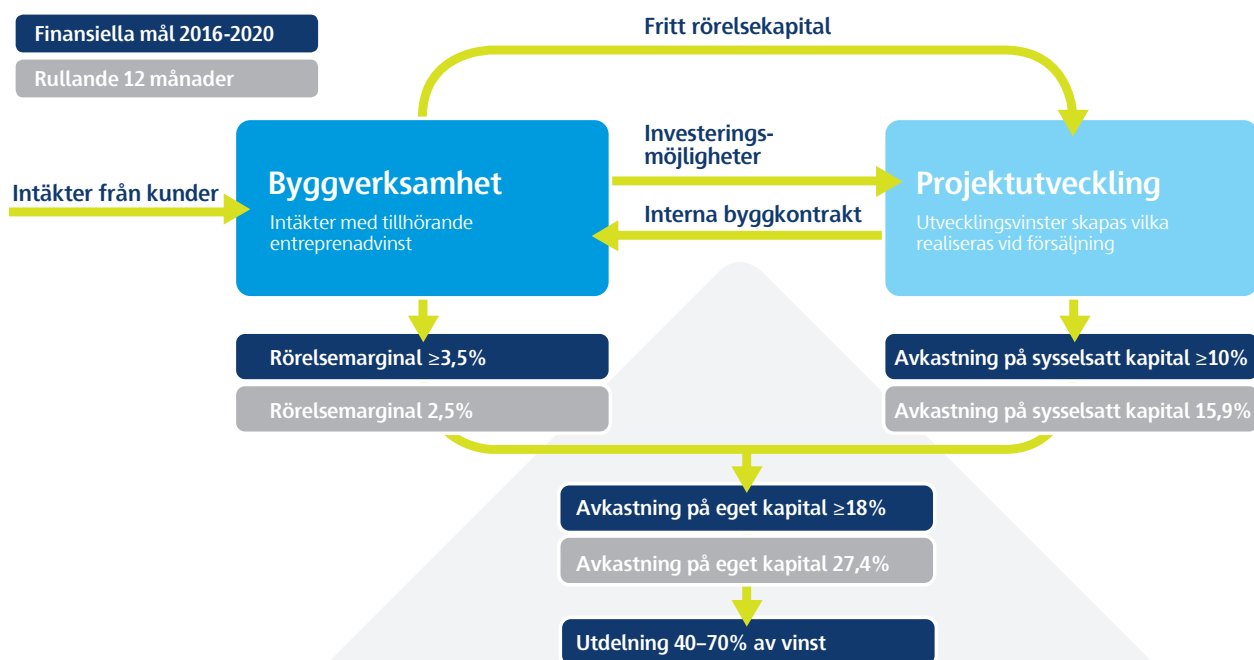 Finansiella mål 2016-2020
Rullande 12 månader
Fritt rörelsekapital
Intäkter från kunder
Byggverksamhet
Intäkter med tillhörande
entreprenadvinst
Investerings-
möjligheter
Interna byggkontrakt
Projektutveckling
Utvecklingsvinster skapas vilka
realiseras vid försäljning
Rörelsemarginal ≥3,5%
Rörelsemarginal 2,5%
Avkastning på sysselsatt kapital ≥10%
Avkastning på sysselsatt kapital 15,9%
Avkastning på eget kapital ≥18%
Avkastning på eget kapital 27,4%
Utdelning 40–70% av vinst